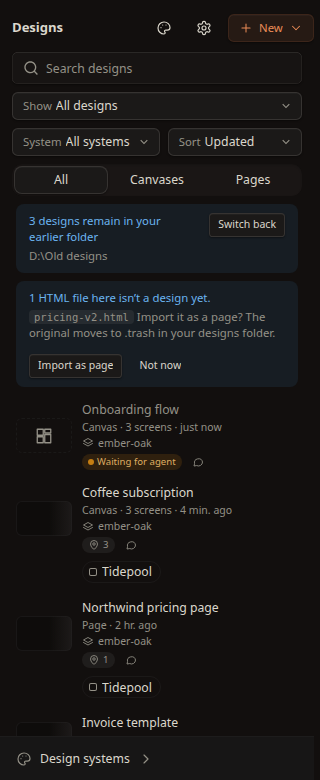 Designs
New
Search designs
Show All designs
System All systems
Sort Updated
All
Canvases
Pages
3 designs remain in your
earlier folder
Switch back
D:\Old designs
1 HTML file here isn't a design yet.
pricing-v2.html Import it as a page? The
original moves to .trash in your designs folder.
Import as page
Not now
Onboarding flow
Canvas · 3 screens · just now
ember-oak
Waiting for agent
Coffee subscription
Canvas · 3 screens · 4 min. ago
ember-oak
3
Tidepool
Northwind pricing page
Page · 2 hr. ago
ember-oak
1
Tidepool
Invoice template
Design systems